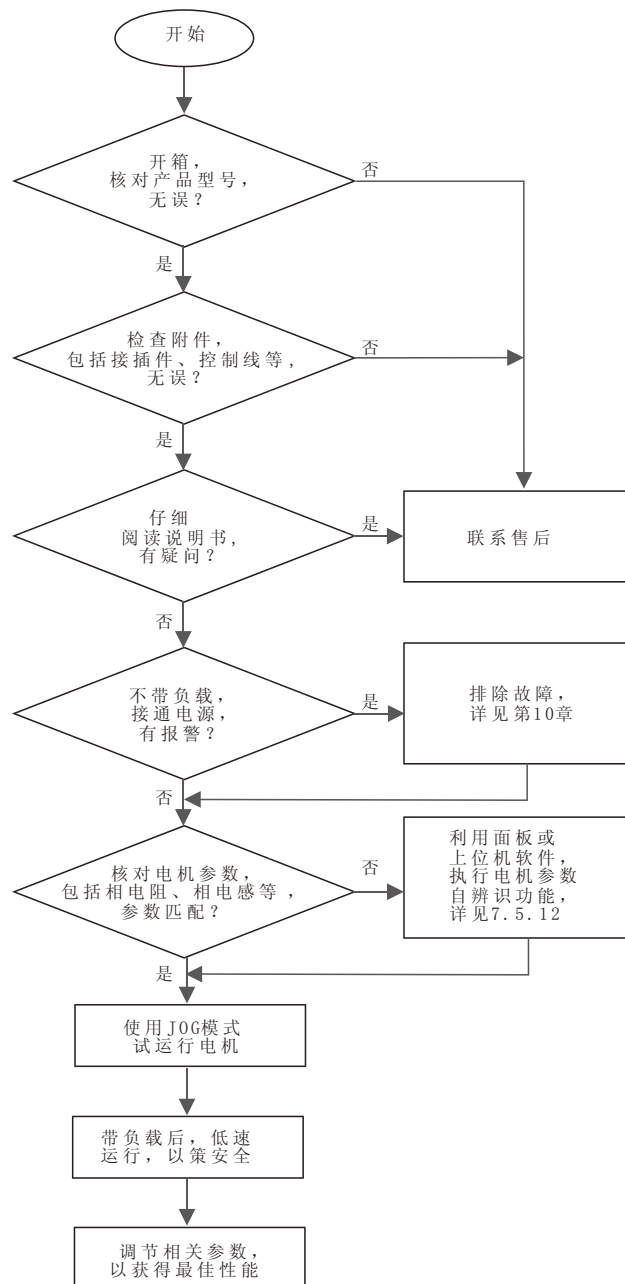 开始
开箱，
核对产品型号，
无误？
否
是
检查附件，
包括接插件、控制线等，
无误？
否
是
仔细
阅读说明书，
有疑问？
是
联系售后
否
不带负载，
接通电源，
有报警？
是
排除故障，
详见第10章
否
核对电机参数，
包括相电阻、相电感等，
参数匹配？
否
利用面板或
上位机软件，
执行电机参数
自辨识功能，
详见7.5.12
是
使用JOG模式
试运行电机
带负载后，低速
运行，以策安全
调节相关参数，
以获得最佳性能